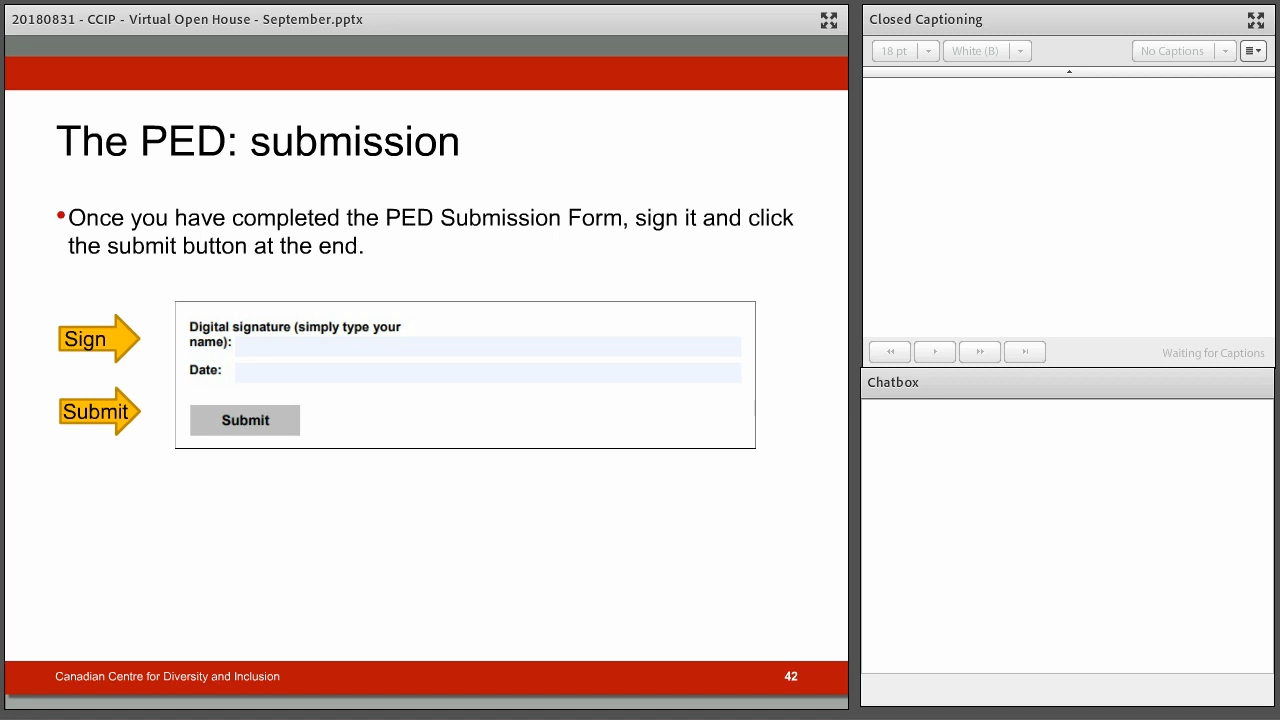 20180831 - CCIP - Virtual Open House - September.pptx
The PED: submission
•Once you have completed the PED Submission Form, sign it and click
the submit button at the end.
Sign
Digital signature (simply type your
name):
Date:
Submit
Submit
Canadian Centre for Diversity and Inclusion
42
Closed Captioning
18 pt
White (B)
No Captions
Waiting for Captions
Chatbox